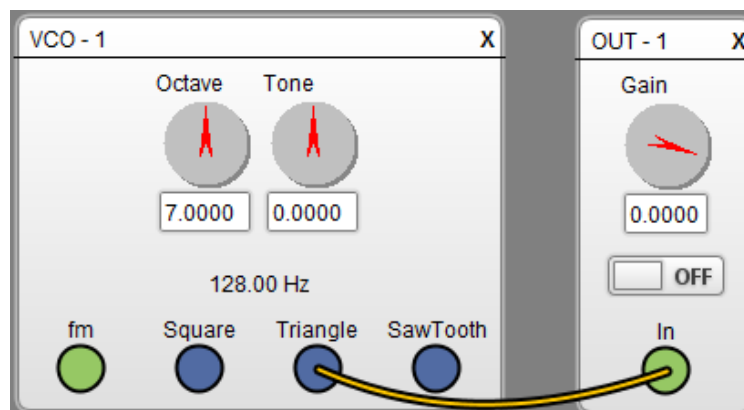 VCO - 1
X
Octave
Tone
7.0000
0.0000
128.00 Hz
fm
Square
Triangle
SawTooth
OUT - 1
X
Gain
0.0000
OFF
In